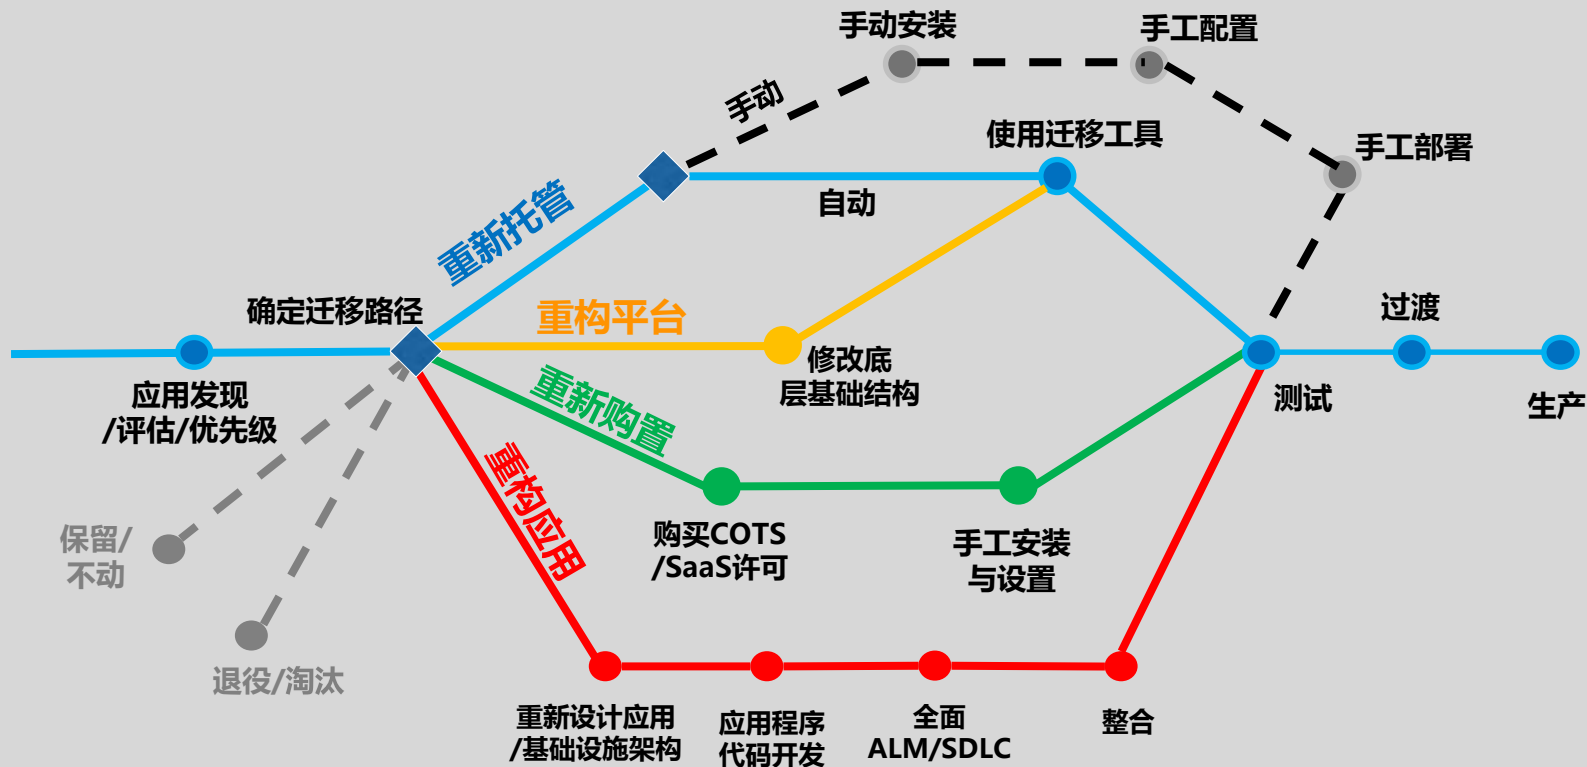 手动安装
手工配置
手动
使用迁移工具
手工部署
自动
重新托管
确定迁移路径
重构平台
过渡
修改底
层基础结构
应用发现
/评估/优先级
重新购置
测试
生产
重构应用
保留/
不动
购买COTS
/SaaS许可
手工安装
与设置
退役/淘汰
重新设计应用
/基础设施架构
应用程序
代码开发
全面
ALM/SDLC
整合